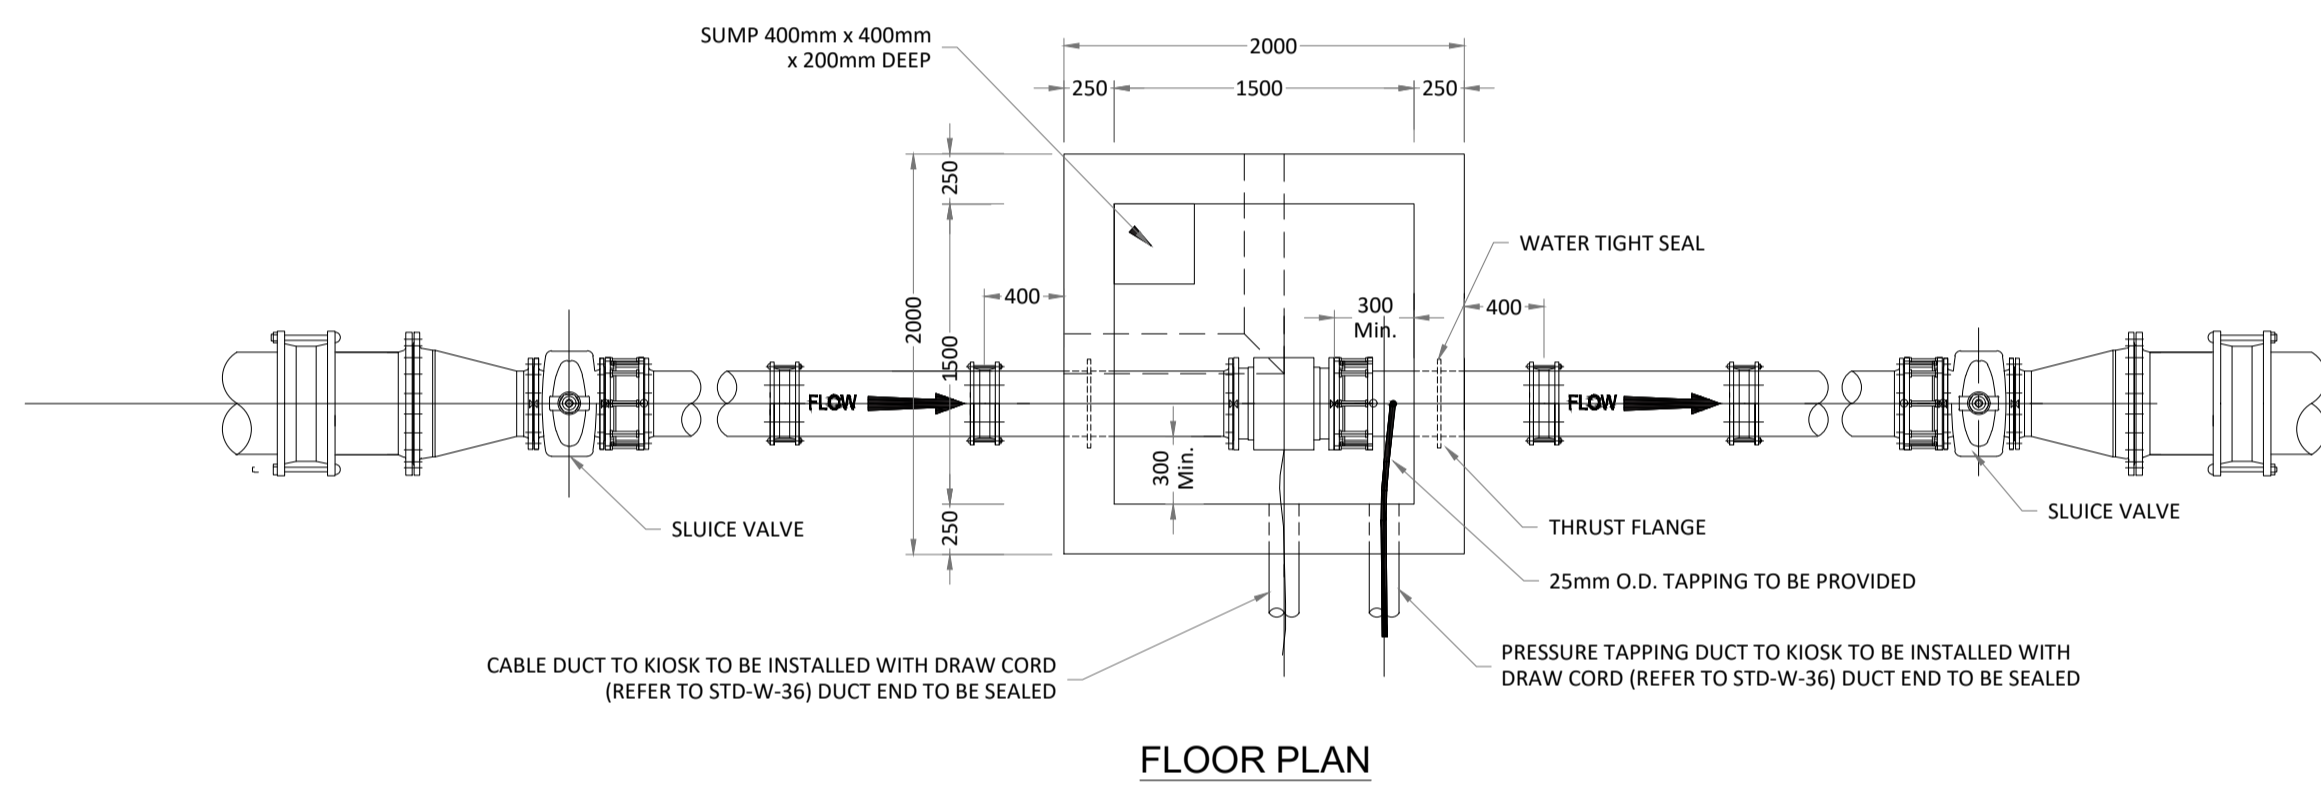 SUMP 400mm x 400mm
x 200mm DEEP
2000
250
1500
250
250
2000
1500
250
400
WATER TIGHT SEAL
300
Min.
400
FLOW
FLOW
300
Min.
SLUICE VALVE
SLUICE VALVE
THRUST FLANGE
25mm O.D. TAPPING TO BE PROVIDED
CABLE DUCT TO KIOSK TO BE INSTALLED WITH DRAW CORD
(REFER TO STD-W-36) DUCT END TO BE SEALED
PRESSURE TAPPING DUCT TO KIOSK TO BE INSTALLED WITH
DRAW CORD (REFER TO STD-W-36) DUCT END TO BE SEALED
FLOOR PLAN